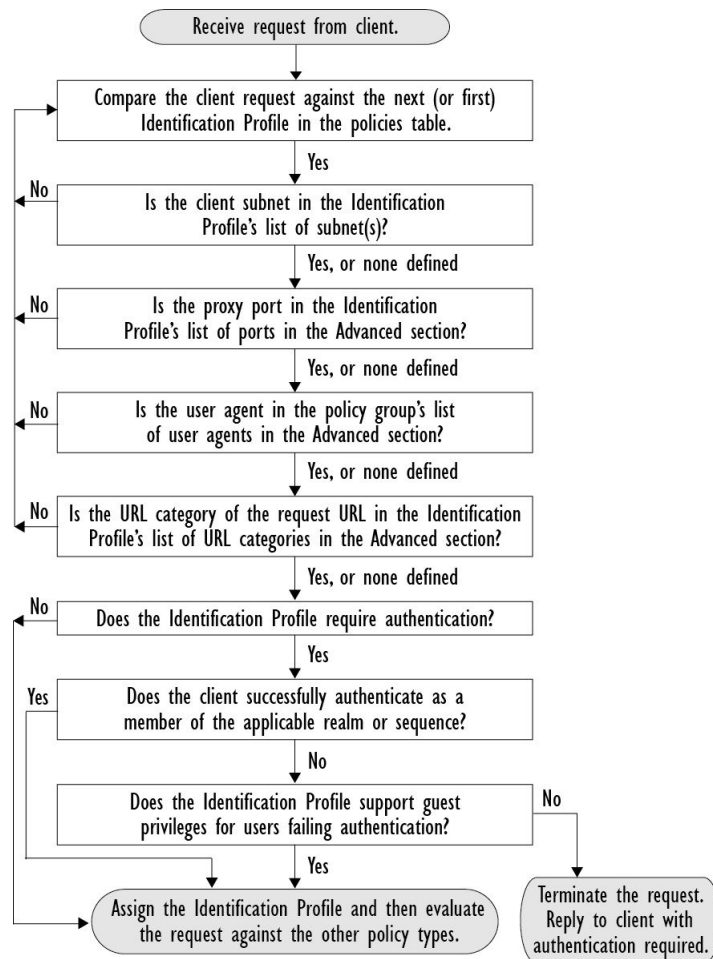 Receive request from client.
Compare the client request against the next (or first)
Identification Profile in the policies table.
Yes
No
Is the client subnet in the Identification
Profile's list of subnet(s)?
Yes, or none defined
No
Is the proxy port in the Identification
Profile's list of ports in the Advanced section?
Yes, or none defined
No
Is the user agent in the policy group's list
of user agents in the Advanced section?
Yes, or none defined
No
Is the URL category of the request URL in the Identification
Profile's list of URL categories in the Advanced section?
Yes, or none defined
No
Does the Identification Profile require authentication?
Yes
Yes
Does the client successfully authenticate as a
member of the applicable realm or sequence?
No
Does the Identification Profile support guest
privileges for users failing authentication?
No
Yes
Assign the Identification Profile and then evaluate
the request against the other policy types.
Terminate the request.
Reply to client with
authentication required.